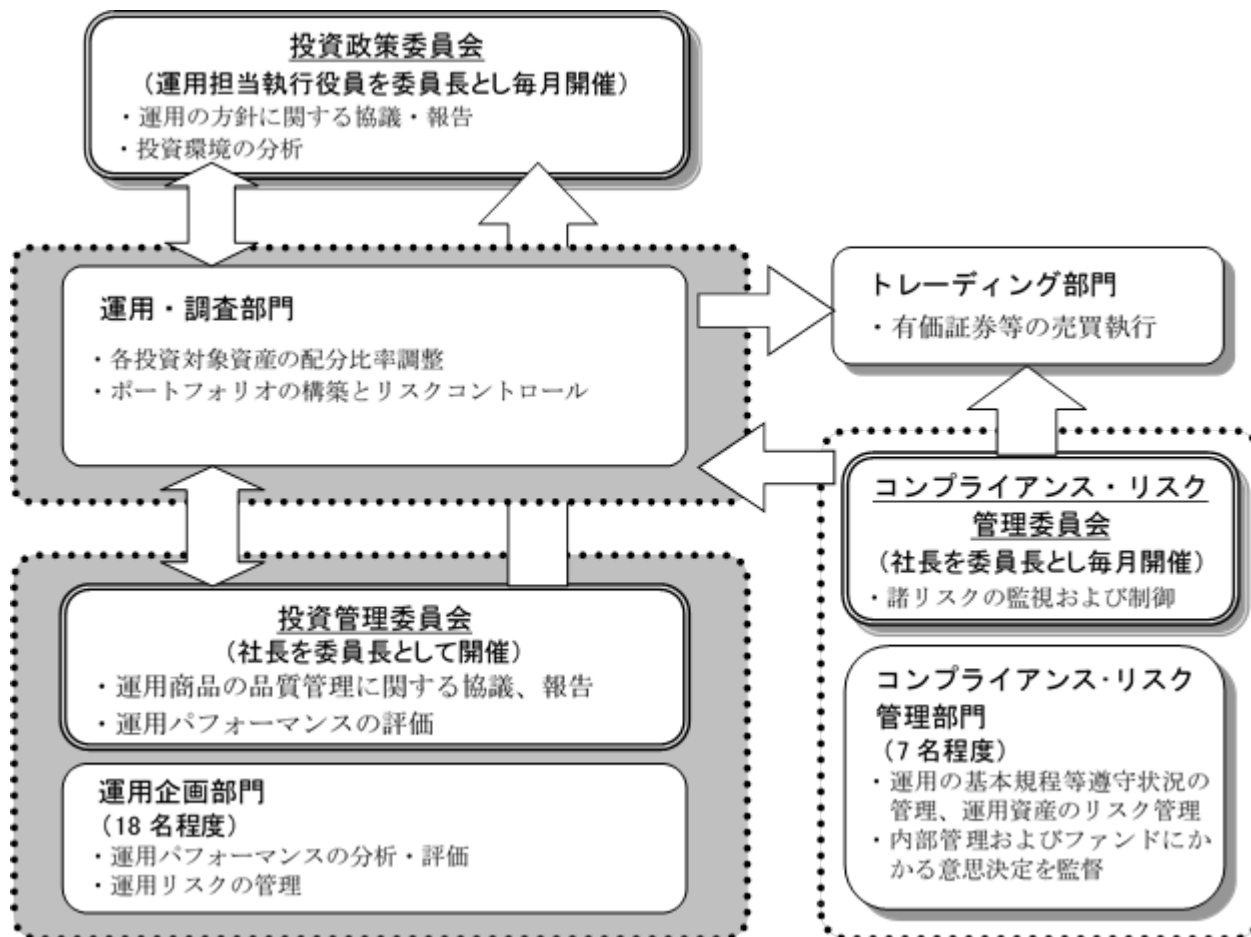 投資政策委員会
（運用担当執行役員を委員長とし毎月開催）
・運用の方針に関する協議・報告
・投資環境の分析
運用・調査部門
・各投資対象資産の配分比率調整
・ポートフォリオの構築とリスクコントロール
トレーディング部門
・有価証券等の売買執行
コンプライアンス・リスク
管理委員会
（社長を委員長とし毎月開催）
・諸リスクの監視および制御
投資管理委員会
（社長を委員長として開催）
・運用商品の品質管理に関する協議、報告
・運用パフォーマンスの評価
運用企画部門
（18 名程度）
・運用パフォーマンスの分析・評価
・運用リスクの管理
コンプライアンス・リスク
管理部門
（7 名程度）
・運用の基本規程等遵守状況の
管理、運用資産のリスク管理
・内部管理およびファンドにか
かる意思決定を監督